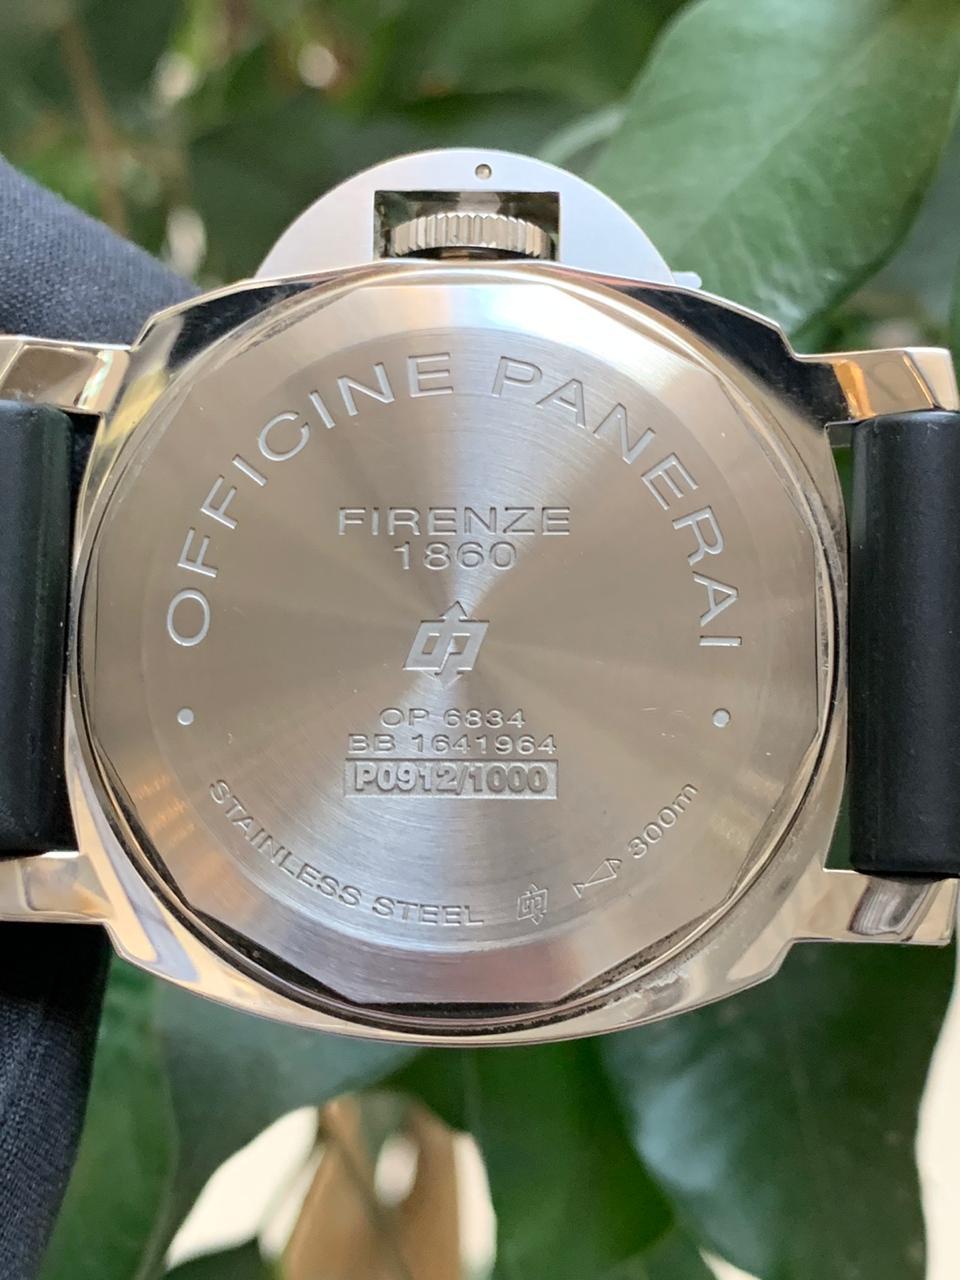 OFFICINE PANERAI
FIRENZE
1860
OP 6834
BB 1641964
P0912/1000
STAINLESS STEEL
300m